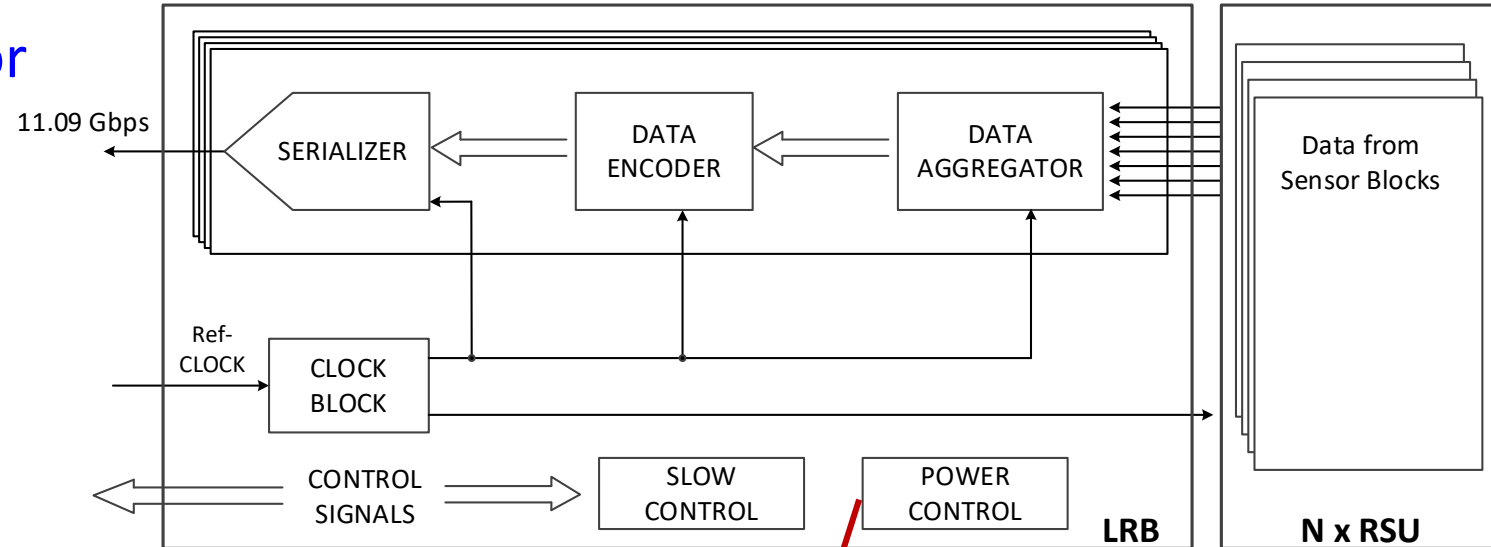 or
11.09 Gbps
SERIALIZER
DATA
ENCODER
DATA
AGGREGATOR
Data from
Sensor Blocks
Ref-
CLOCK
CLOCK
BLOCK
CONTROL
SIGNALS
SLOW
CONTROL
POWER
CONTROL
LRB
N x RSU